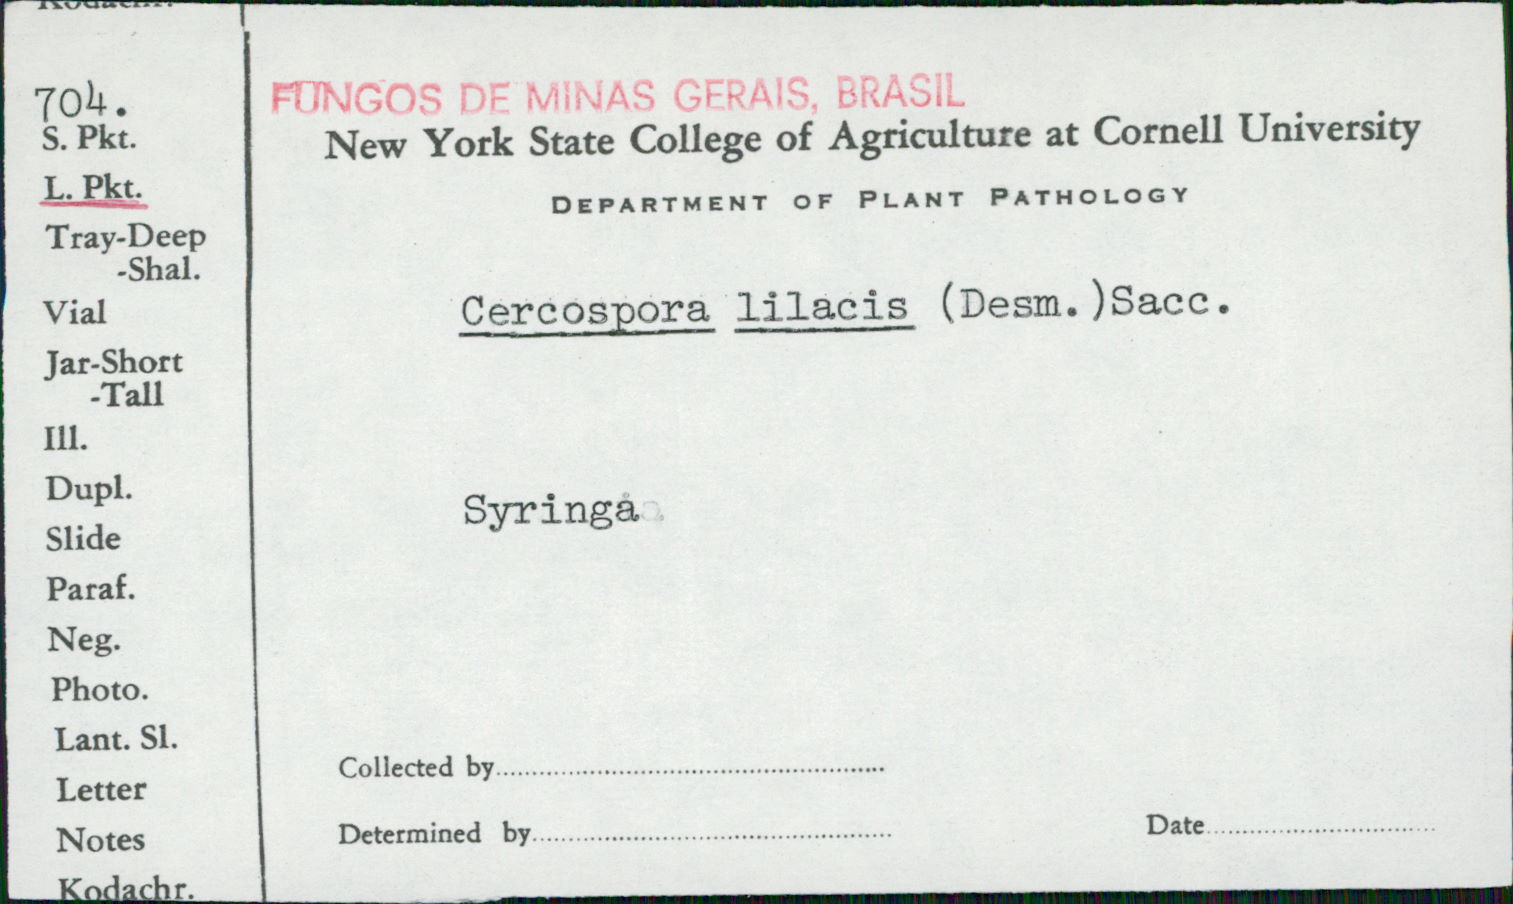 Kodachr.
704.
S. Pkt.
L. Pkt.
Tray-Deep
-Shal.
Vial
Jar-Short
-Tall
Ill.
Dupl.
Slide
Paraf.
Neg.
Photo.
Lant. Sl.
Letter
Notes
Kodachr.
FUNGOS DE MINAS GERAIS, BRASIL
New York State College of Agriculture at Cornell University
DEPARTMENT OF PLANT PATHOLOGY
Cercospora lilacis (Desm.)Sacc.
Syringa
Collected by
Determined by
Date